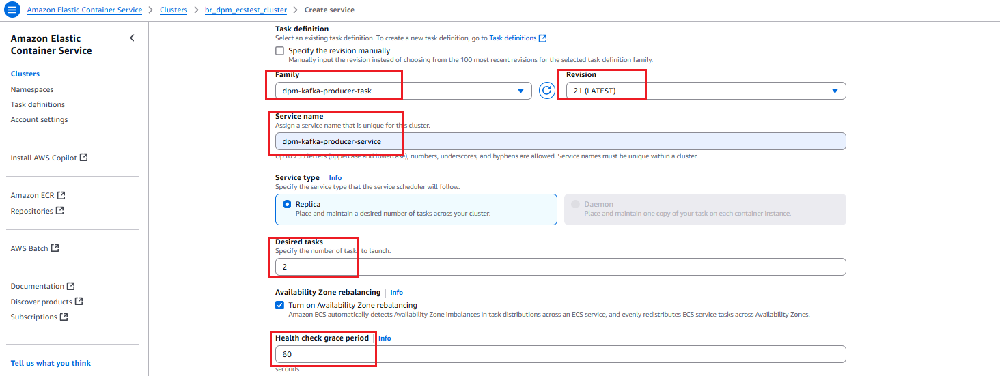 Amazon Elastic Container Service > Clusters > br_dpm_ecstest_cluster > Create service
Amazon Elastic
Container Service
Clusters
Namespaces
Task definitions
Account settings
Install AWS Copilot
Amazon ECR
Repositories
AWS Batch
Documentation
Discover products
Subscriptions
Tell us what you think
Task definition
Select an existing task definition. To create a new task definition, go to Task definitions.
Specify the revision manually
Manually input the revision instead of choosing from the 100 most recent revisions for the selected task definition family.
Family
dpm-kafka-producer-task
Revision
21 (LATEST)
Service name
Assign a service name that is unique for this cluster.
dpm-kafka-producer-service
Up to 255 letters (uppercase and lowercase), numbers, underscores, and hyphens are allowed. Service names must be unique within a cluster.
Service type Info
Specify the service type that the service scheduler will follow.
Replica
Place and maintain a desired number of tasks across your cluster.
Daemon
Place and maintain one copy of your task on each container instance.
Desired tasks
Specify the number of tasks to launch.
2
Availability Zone rebalancing Info
Turn on Availability Zone rebalancing
Amazon ECS automatically detects Availability Zone imbalances in task distributions across an ECS service, and evenly redistributes ECS service tasks across Availability Zones.
Health check grace period Info
60
seconds